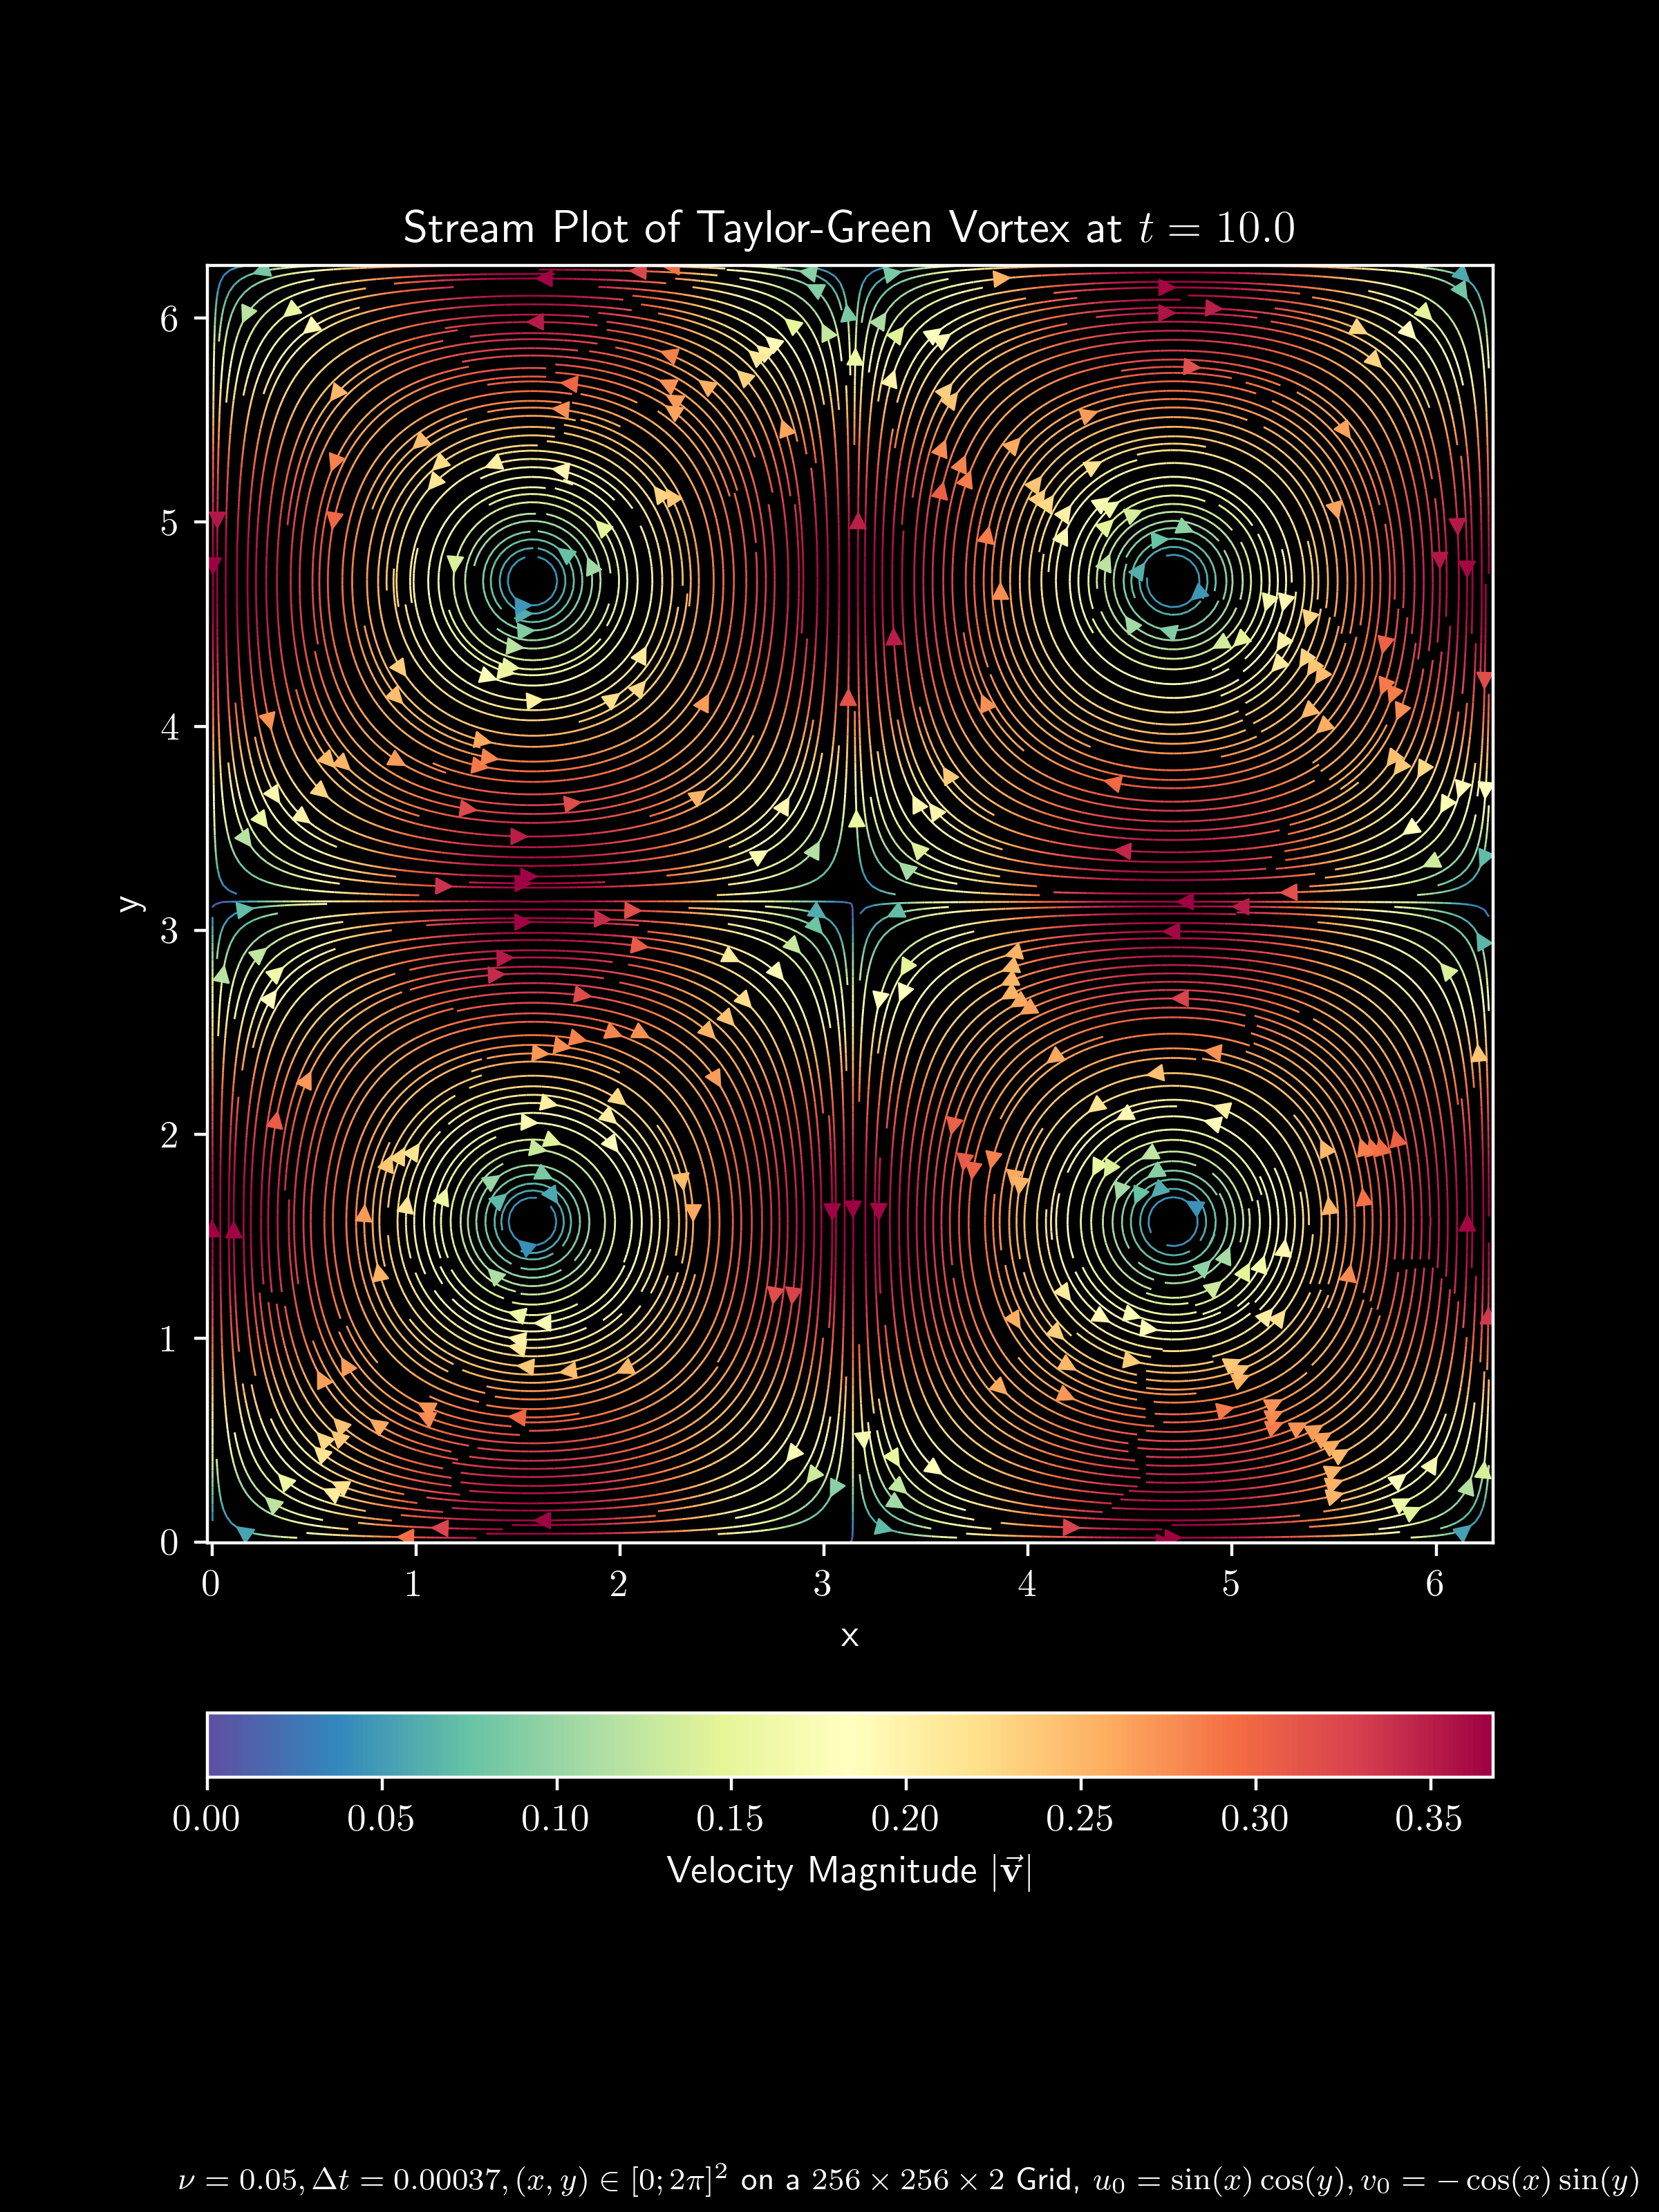 Stream Plot of Taylor-Green Vortex at t = 10.0
6
5
4
3
2
1
0
y
0 1 2 3 4 5 6
x
0.00 0.05 0.10 0.15 0.20 0.25 0.30 0.35
Velocity Magnitude |v⃗|
ν = 0.05, Δt = 0.00037, (x, y) ∈ [0; 2π]² on a 256 × 256 × 2 Grid, u₀ = sin(x) cos(y), v₀ = − cos(x) sin(y)